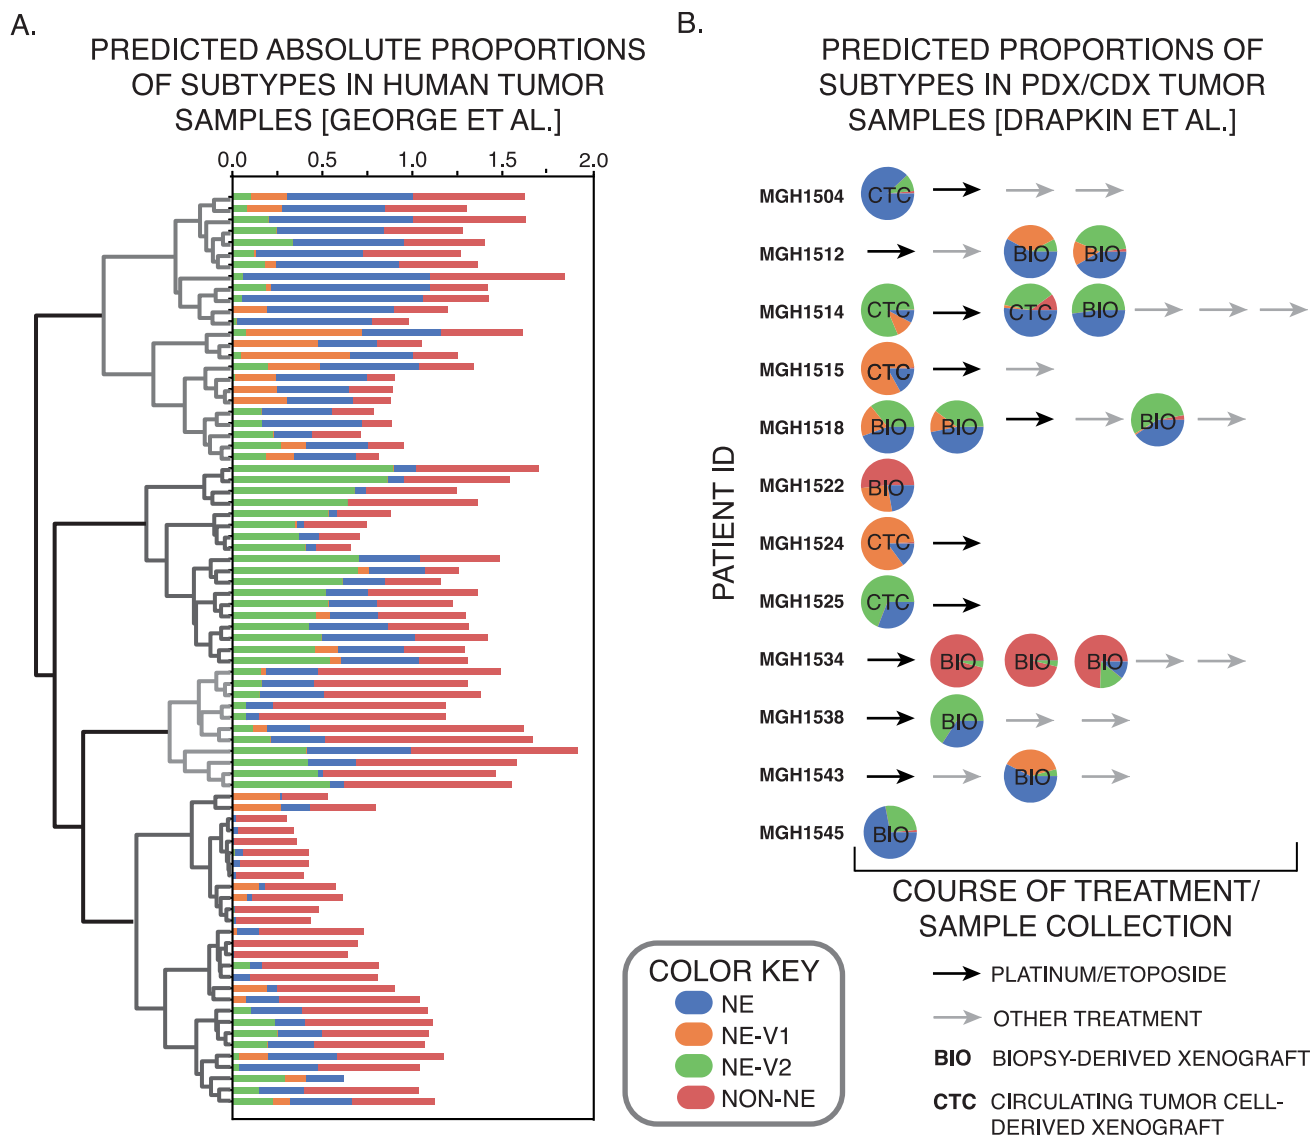 A.
PREDICTED ABSOLUTE PROPORTIONS
OF SUBTYPES IN HUMAN TUMOR
SAMPLES [GEORGE ET AL.]
0.0 0.5 1.0 1.5 2.0
B.
PREDICTED PROPORTIONS OF
SUBTYPES IN PDX/CDX TUMOR
SAMPLES [DRAPKIN ET AL.]
PATIENT ID
MGH1504 CTC
MGH1512 BIO BIO
MGH1514 CTC CTC BIO
MGH1515 CTC
MGH1518 BIO BIO BIO
MGH1522 BIO
MGH1524 CTC
MGH1525 CTC
MGH1534 BIO BIO BIO
MGH1538 BIO
MGH1543 BIO
MGH1545 BIO
COURSE OF TREATMENT/
SAMPLE COLLECTION
PLATINUM/ETOPOSIDE
OTHER TREATMENT
BIO BIOPSY-DERIVED XENOGRAFT
CTC CIRCULATING TUMOR CELL-
DERIVED XENOGRAFT
COLOR KEY
NE
NE-V1
NE-V2
NON-NE